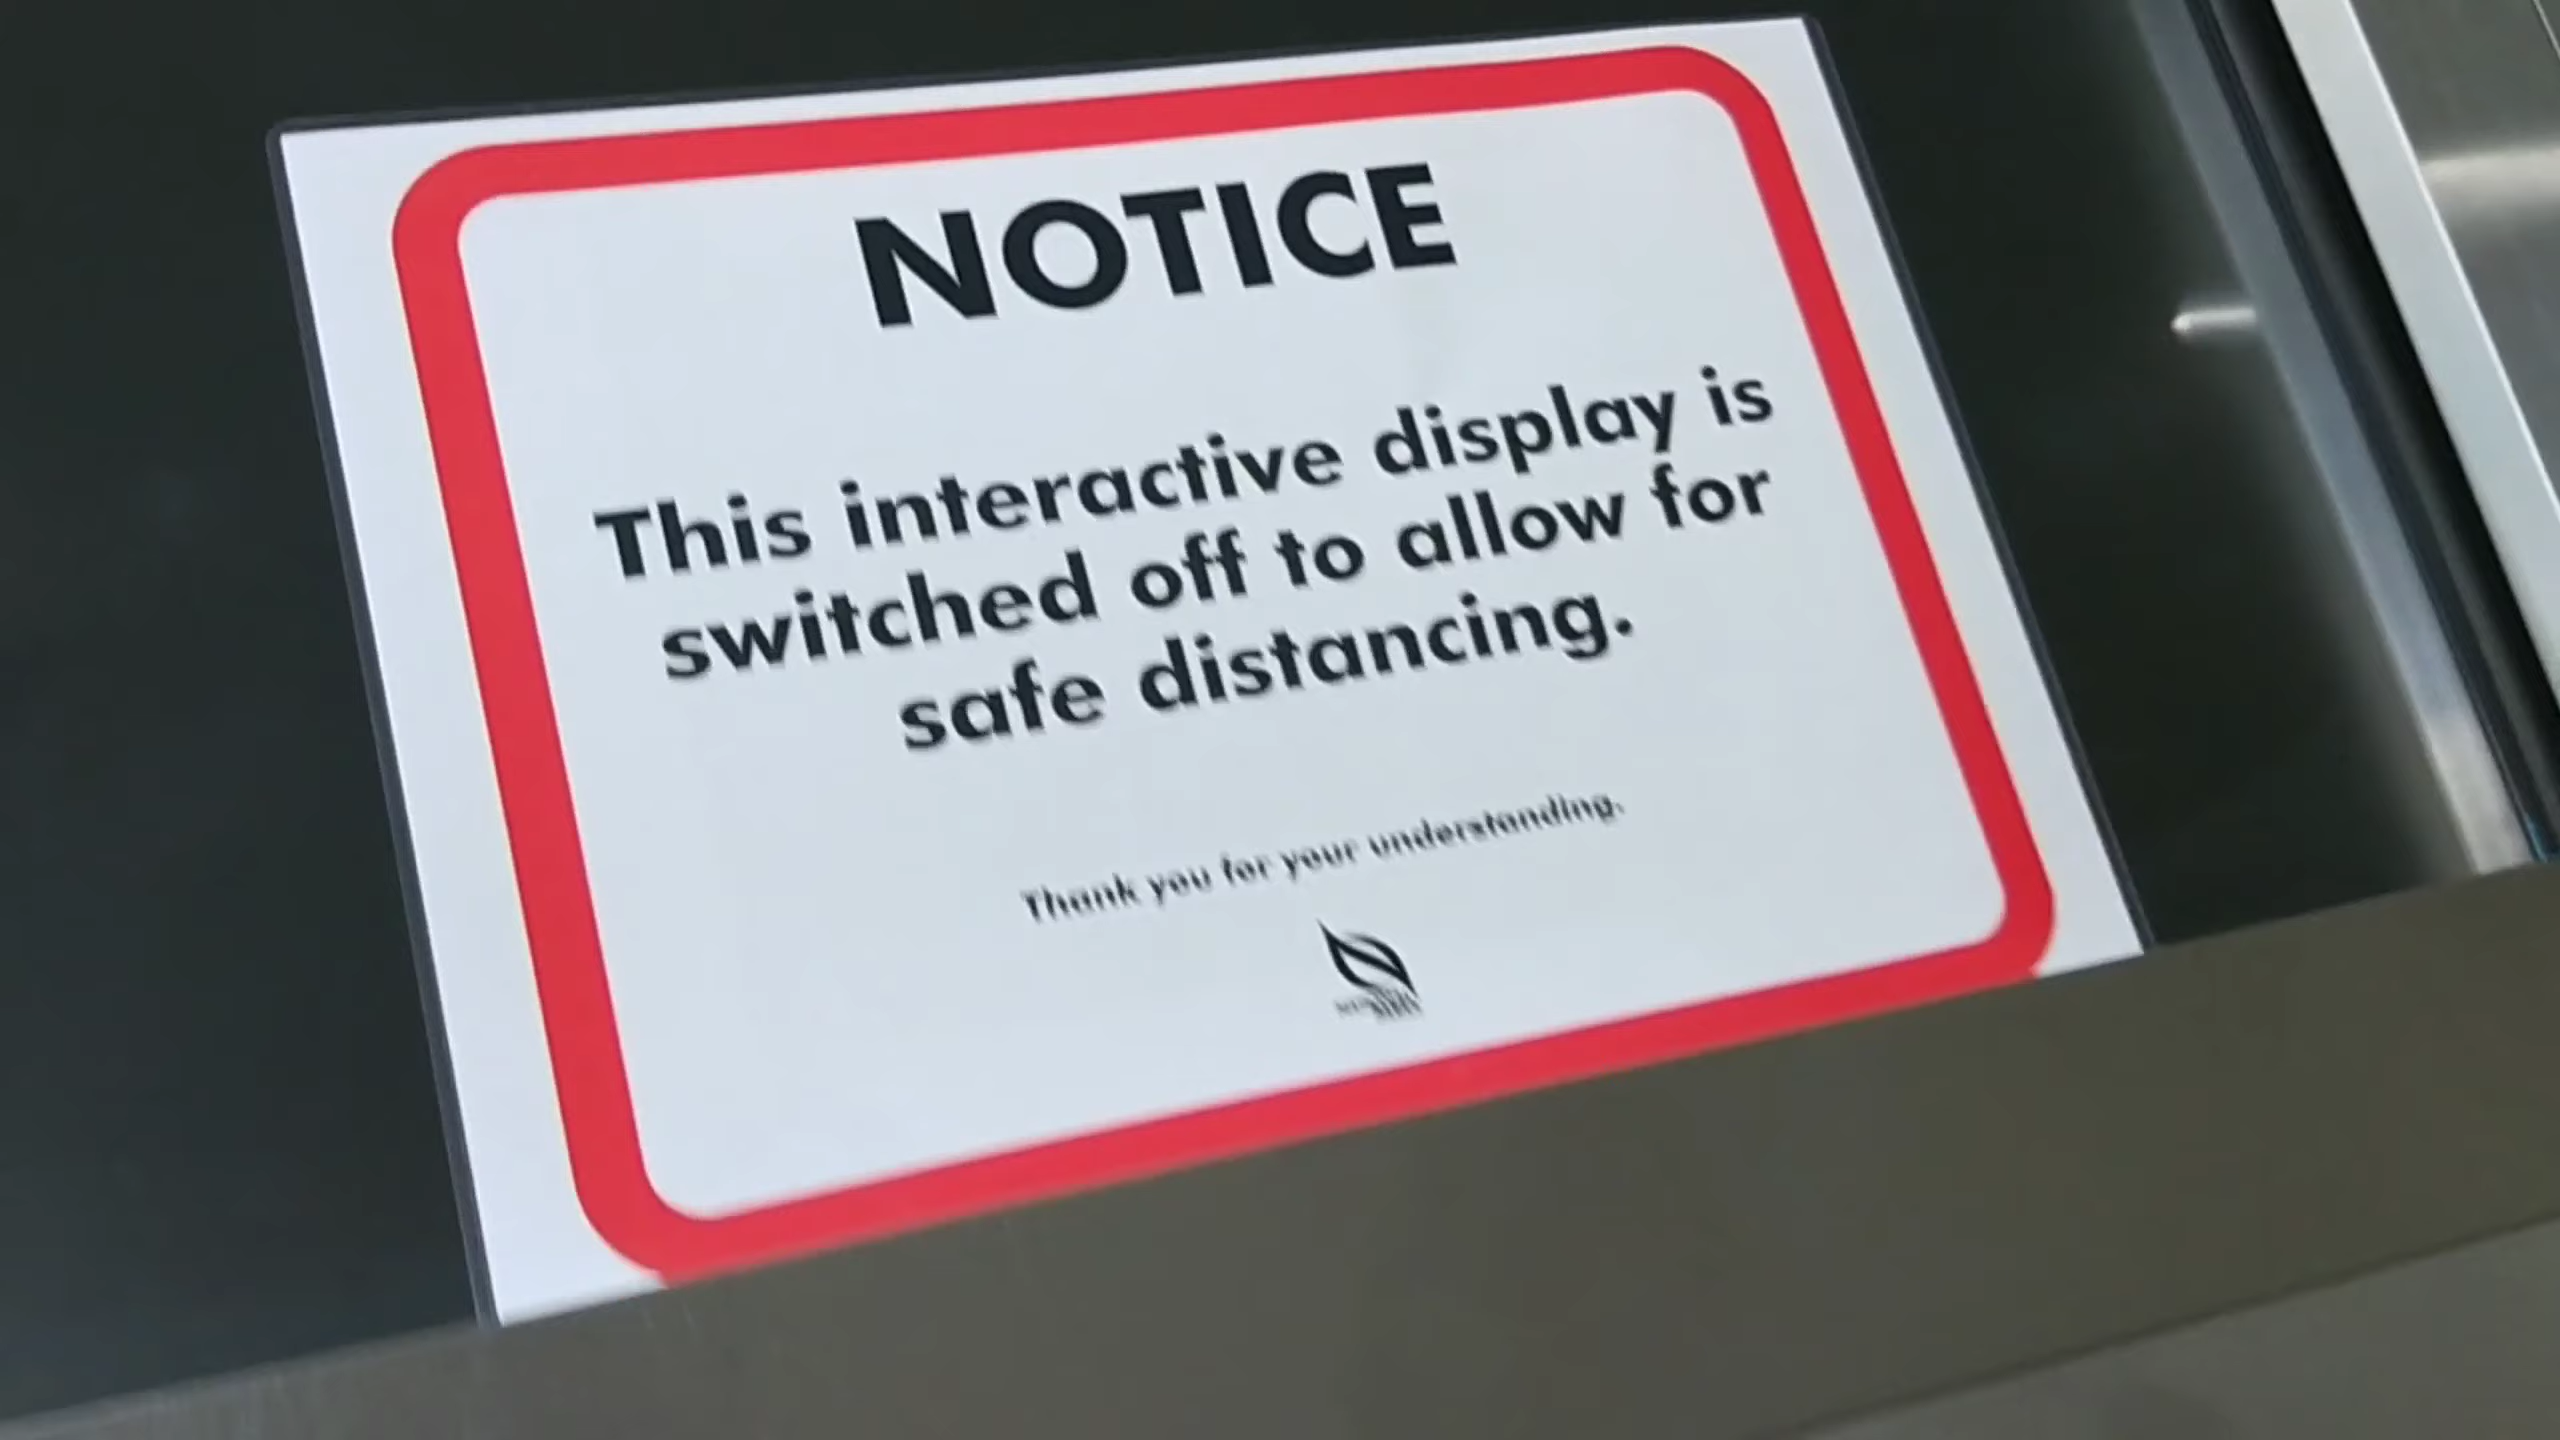 NOTICE
This interactive display is
switched off to allow for
safe distancing.
Thank you for your understanding.